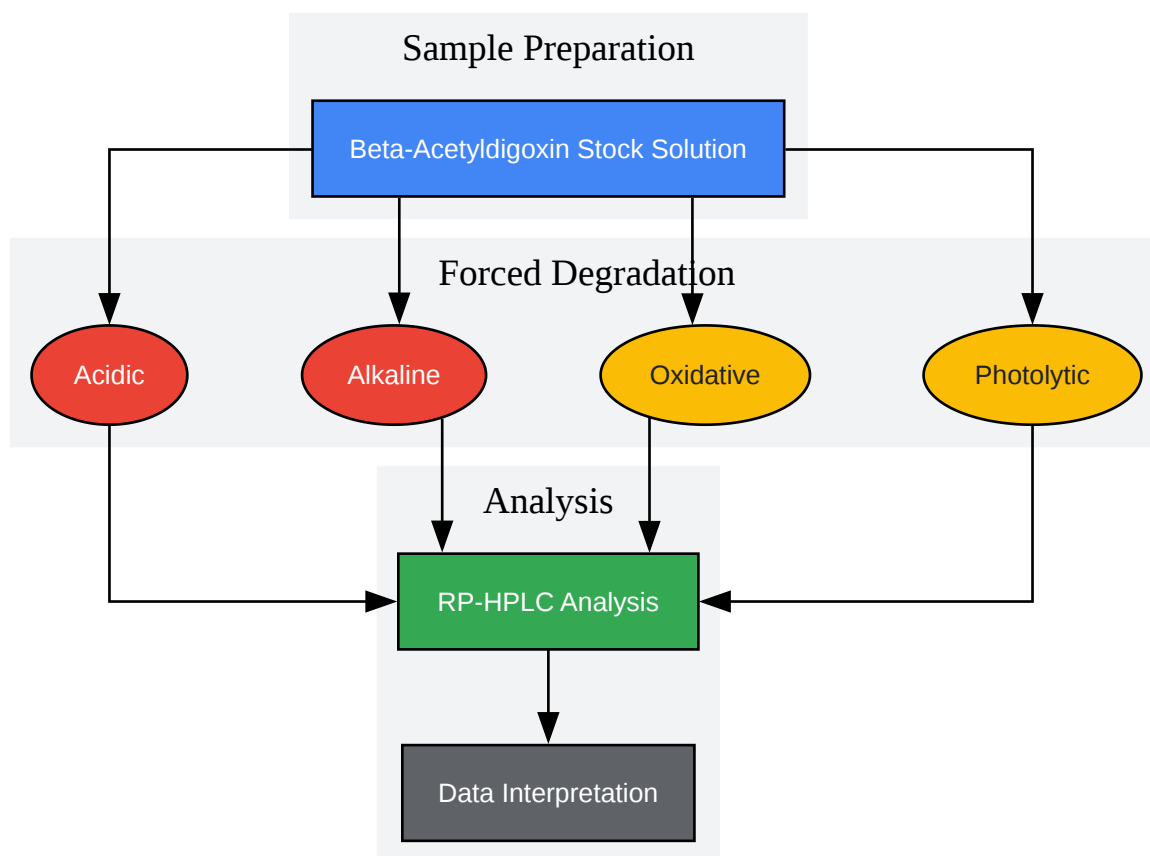 Sample Preparation
Beta-Acetyldigoxin Stock Solution
Forced Degradation
Acidic
Alkaline
Oxidative
Photolytic
Analysis
RP-HPLC Analysis
Data Interpretation